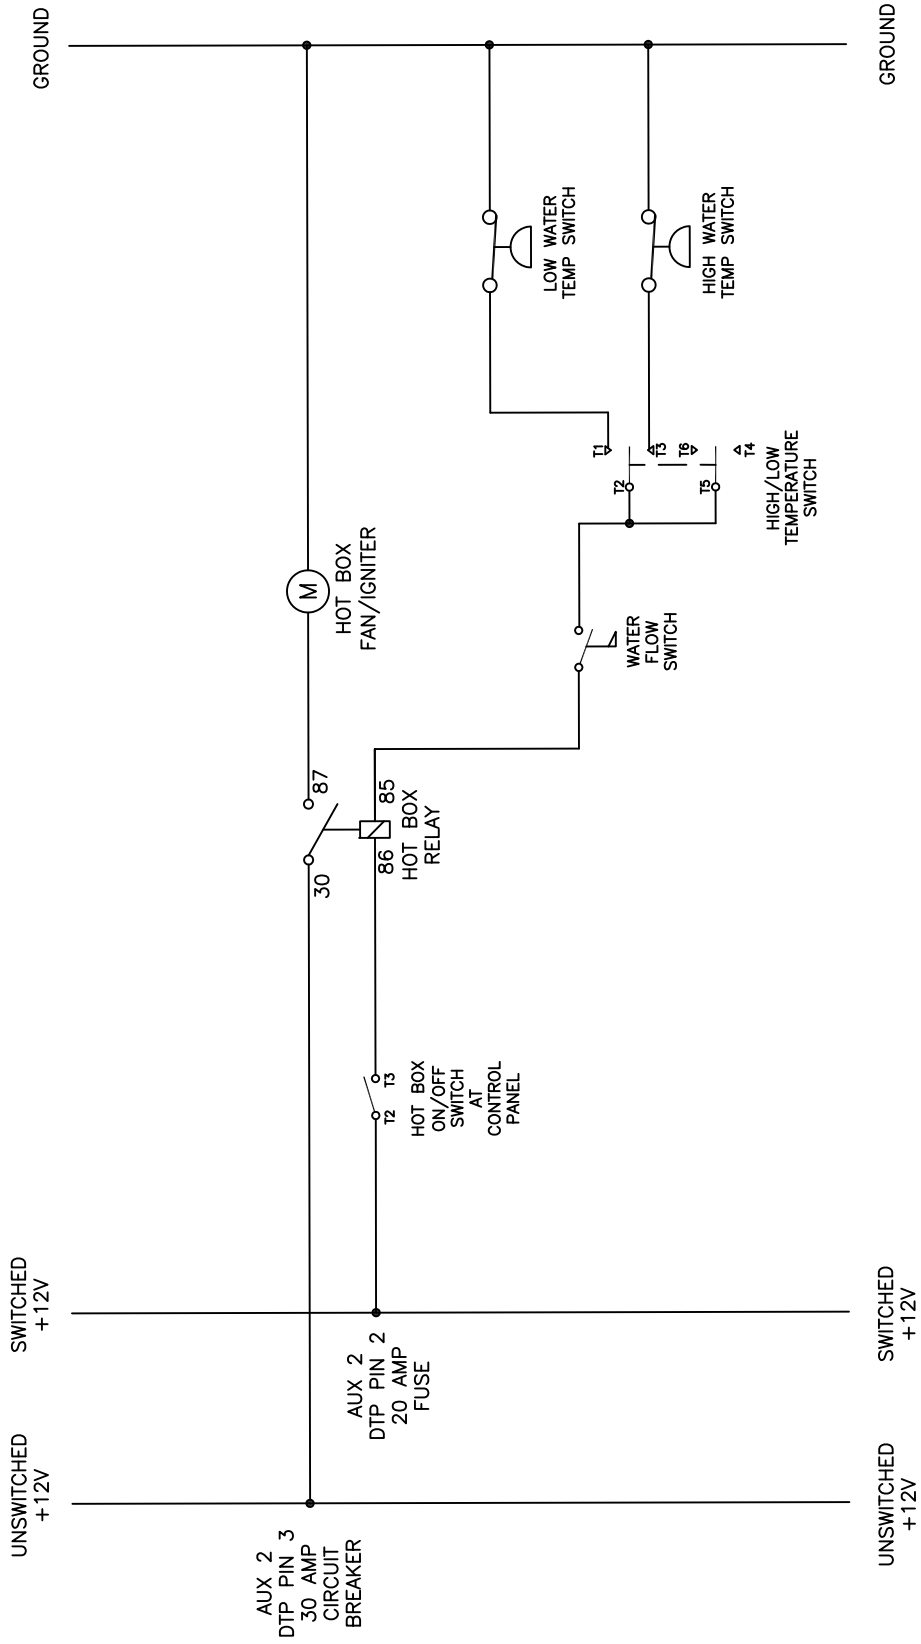 UNSWITCHED
+12V
SWITCHED
+12V
GROUND
AUX 2
DTP PIN 3
30 AMP
CIRCUIT
BREAKER
30
87
M
HOT BOX
FAN/IGNITER
AUX 2
DTP PIN 2
20 AMP
FUSE
T2
T3
HOT BOX
ON/OFF
SWITCH
AT
CONTROL
PANEL
86
85
HOT BOX
RELAY
WATER
FLOW
SWITCH
T1
T2
T3
T6
T5
T4
HIGH/LOW
TEMPERATURE
SWITCH
LOW WATER
TEMP SWITCH
HIGH WATER
TEMP SWITCH
UNSWITCHED
+12V
SWITCHED
+12V
GROUND